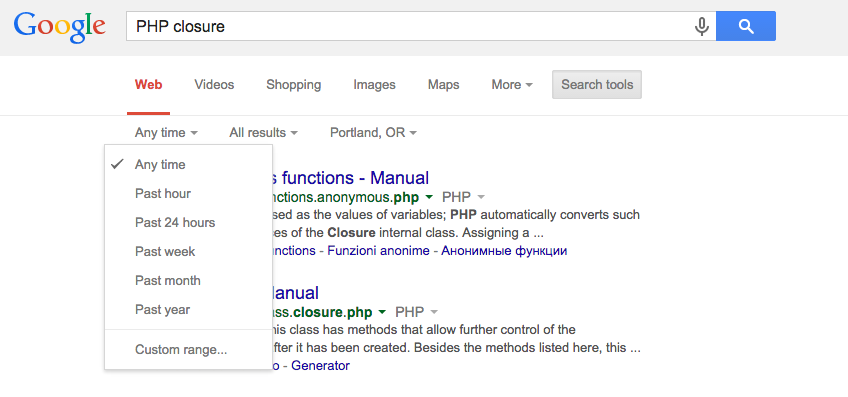 Google
PHP closure
Web Videos Shopping Images Maps More Search tools
Any time All results Portland, OR
Any time
Past hour
Past 24 hours
Past week
Past month
Past year
Custom range...
s functions - Manual
nctions.anonymous.php PHP
sed as the values of variables; PHP automatically converts such
es of the Closure internal class. Assigning a ...
unctions - Funzioni anonime - Анонимные функции
anual
ass.closure.php PHP
his class has methods that allow further control of the
fter it has been created. Besides the methods listed here, this ...
o - Generator